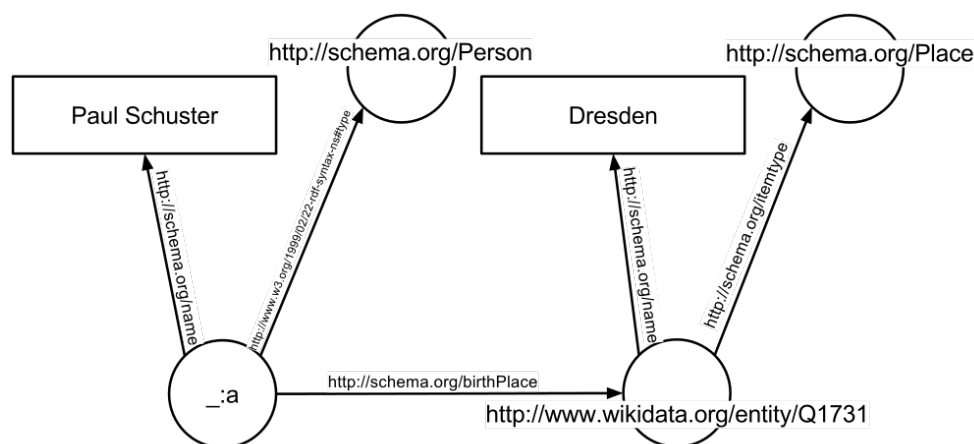 http://schema.org/Person
http://schema.org/Place
Paul Schuster
Dresden
http://schema.org/name
http://www.w3.org/1999/02/22-rdf-syntax-ns#type
http://schema.org/name
http://schema.org/itemtype
_:a
http://schema.org/birthPlace
http://www.wikidata.org/entity/Q1731